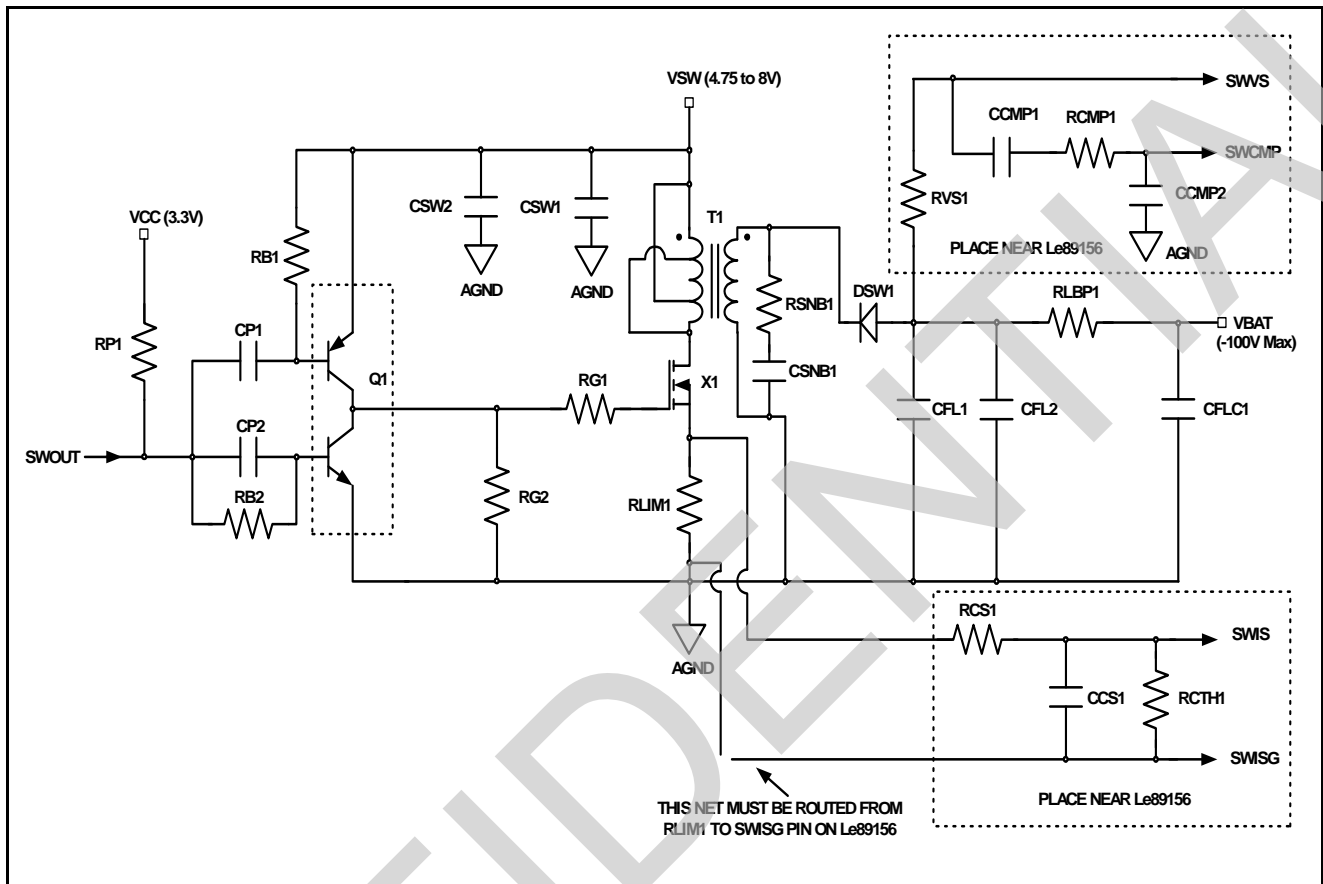 VSW (4.75 to 8V)
SWVS
CCMP1
RCMP1
SWCMP
CCMP2
RVS1
AGND
PLACE NEAR Le89156
VCC (3.3V)
CSW2
CSW1
T1
RB1
AGND
AGND
RSNB1
DSW1
RLBP1
VBAT
(-100V Max)
RP1
CP1
Q1
RG1
X1
CSNB1
CFL1
CFL2
CFLC1
CP2
SWOUT
RB2
RG2
RLIM1
AGND
RCS1
SWIS
CCS1
RCTH1
SWISG
THIS NET MUST BE ROUTED FROM
RLIM1 TO SWISG PIN ON Le89156
PLACE NEAR Le89156
FIDENTIAL